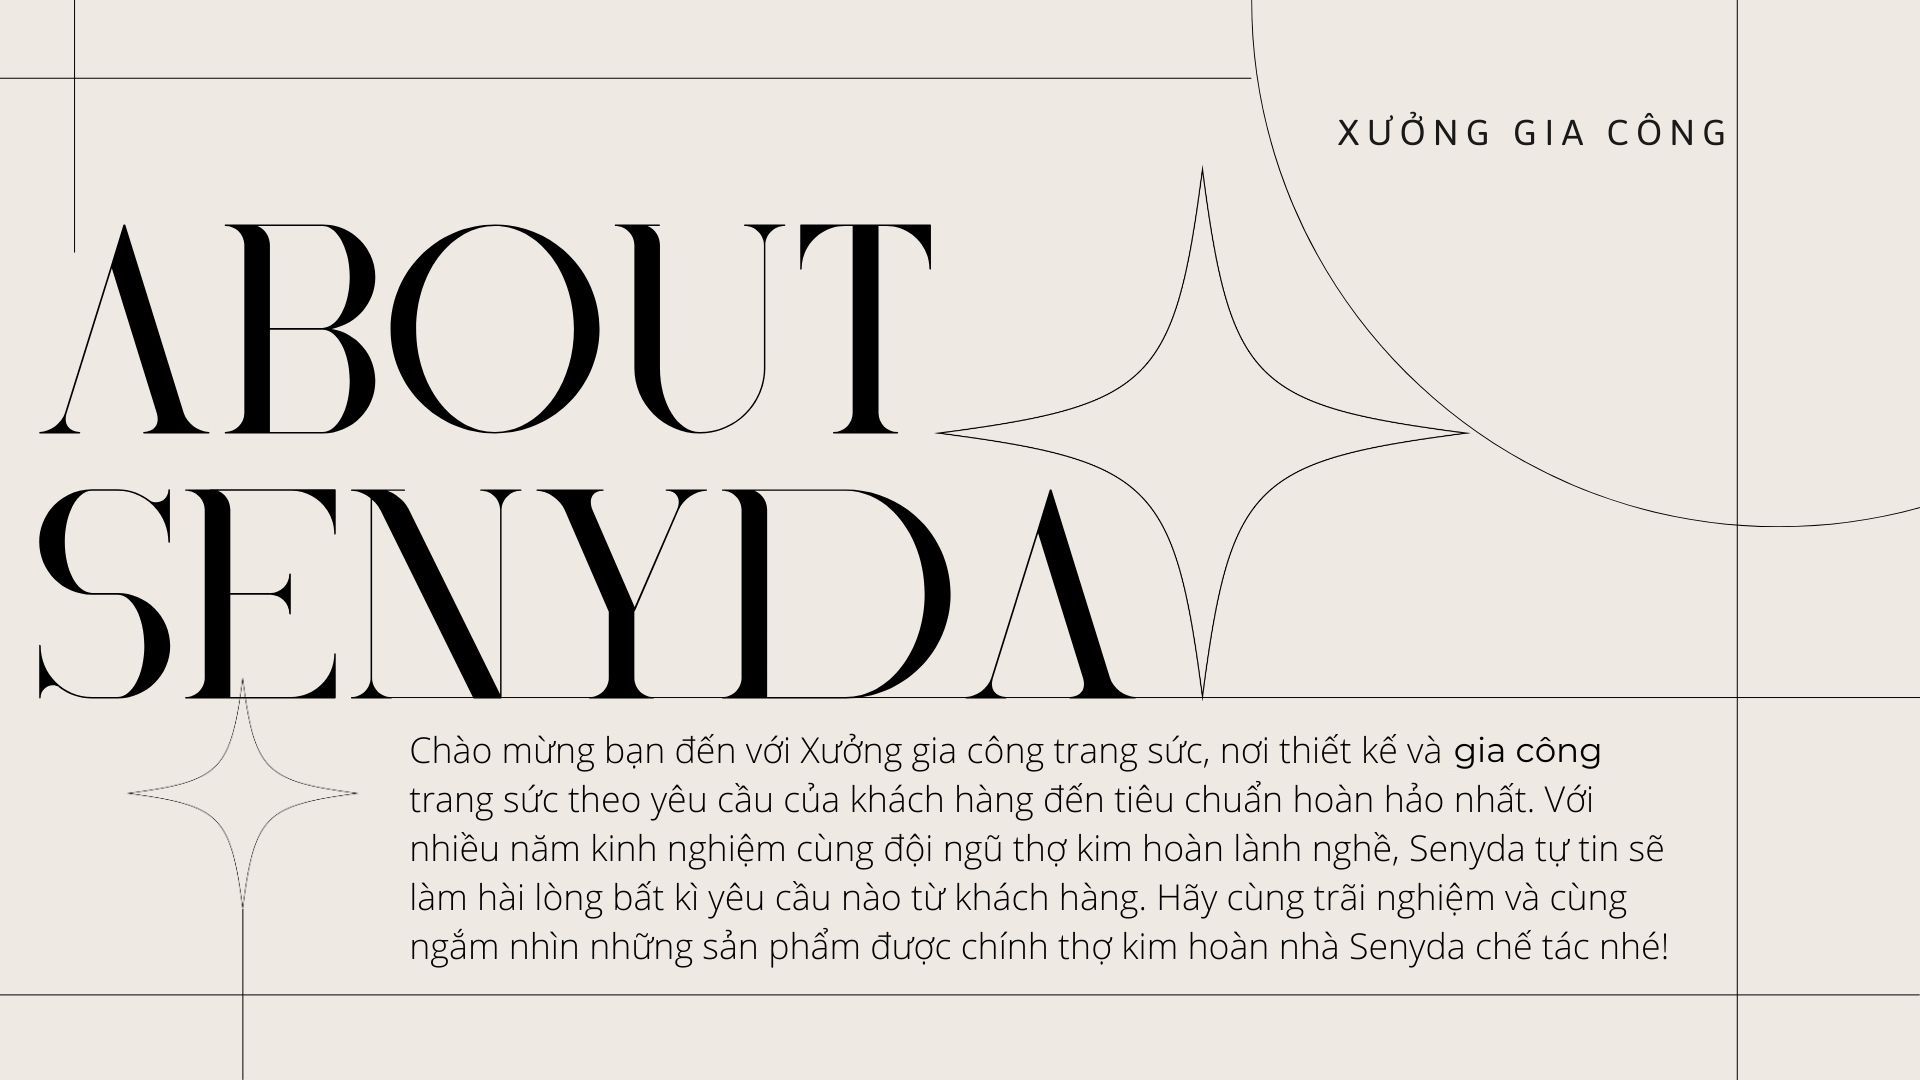 XƯỞNG GIA CÔNG
ABOUT
SENYDA
Chào mừng bạn đến với Xưởng gia công trang sức, nơi thiết kế và gia công
trang sức theo yêu cầu của khách hàng đến tiêu chuẩn hoàn hảo nhất. Với
nhiều năm kinh nghiệm cùng đội ngũ thợ kim hoàn lành nghề, Senyda tự tin sẽ
làm hài lòng bất kì yêu cầu nào từ khách hàng. Hãy cùng trãi nghiệm và cùng
ngắm nhìn những sản phẩm được chính thợ kim hoàn nhà Senyda chế tác nhé!